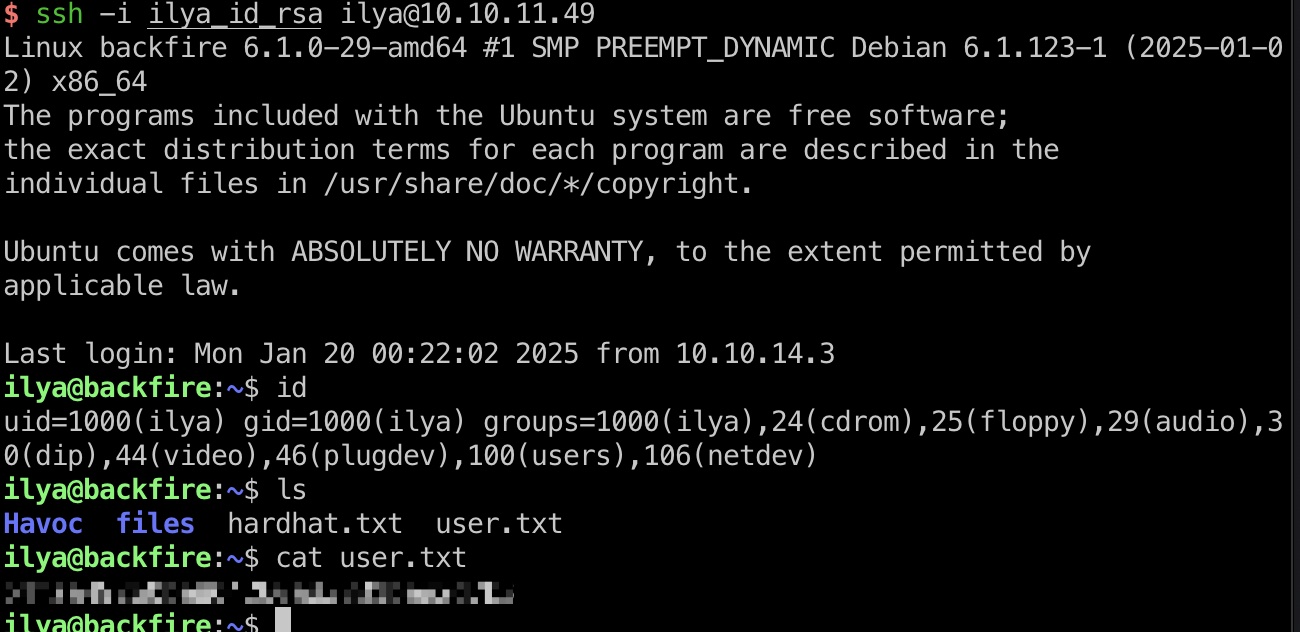 $ ssh -i ilya_id_rsa ilya@10.10.11.49
Linux backfire 6.1.0-29-amd64 #1 SMP PREEMPT_DYNAMIC Debian 6.1.123-1 (2025-01-0
2) x86_64
The programs included with the Ubuntu system are free software;
the exact distribution terms for each program are described in the
individual files in /usr/share/doc/*/copyright.
Ubuntu comes with ABSOLUTELY NO WARRANTY, to the extent permitted by
applicable law.
Last login: Mon Jan 20 00:22:02 2025 from 10.10.14.3
ilya@backfire:~$ id
uid=1000(ilya) gid=1000(ilya) groups=1000(ilya),24(cdrom),25(floppy),29(audio),3
0(dip),44(video),46(plugdev),100(users),106(netdev)
ilya@backfire:~$ ls
Havoc  files  hardhat.txt  user.txt
ilya@backfire:~$ cat user.txt
ilya@backfire:~$